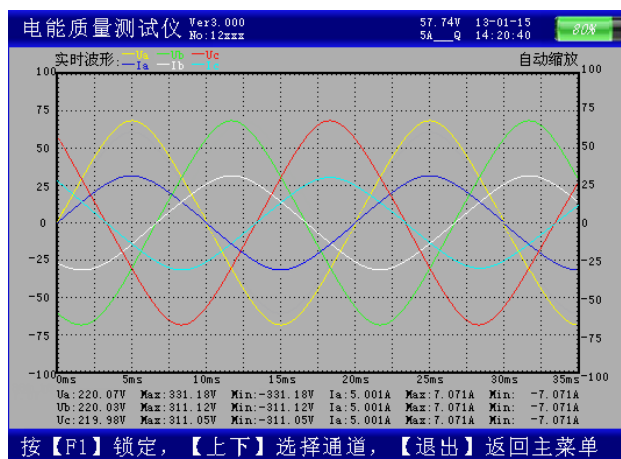 电能质量测试仪 Ver3.000 57.74V 13-01-15 80%
No:12xxx 5A___Q 14:20:40
实时波形: Ua Ub Uc 自动缩放
Ia Ib Ic
100 100
75 75
50 50
25 25
0 0
-25 -25
-50 -50
-75 -75
-100 -100
0ms 5ms 10ms 15ms 20ms 25ms 30ms 35ms
Ua:220.07V Max:331.18V Min:-331.18V Ia:5.001A Max:7.071A Min: -7.071A
Ub:220.03V Max:311.12V Min:-311.12V Ia:5.001A Max:7.071A Min: -7.071A
Uc:219.98V Max:311.05V Min:-311.05V Ia:5.001A Max:7.071A Min: -7.071A
按【F1】锁定，【上下】选择通道，【退出】返回主菜单